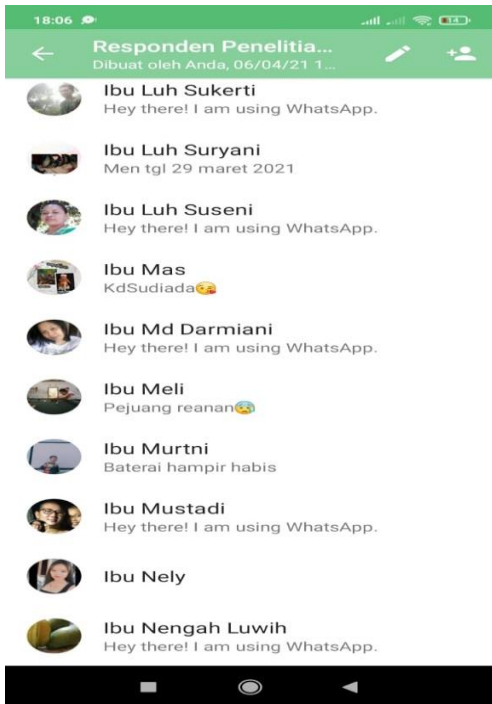 18:06
14
Responden Penelitia...
Dibuat oleh Anda, 06/04/21 1...
Ibu Luh Sukerti
Hey there! I am using WhatsApp.
Ibu Luh Suryani
Men tgl 29 maret 2021
Ibu Luh Suseni
Hey there! I am using WhatsApp.
Ibu Mas
KdSudiada😘
Ibu Md Darmiani
Hey there! I am using WhatsApp.
Ibu Meli
Pejuang reanan😰
Ibu Murtni
Baterai hampir habis
Ibu Mustadi
Hey there! I am using WhatsApp.
Ibu Nely
Ibu Nengah Luwih
Hey there! I am using WhatsApp.